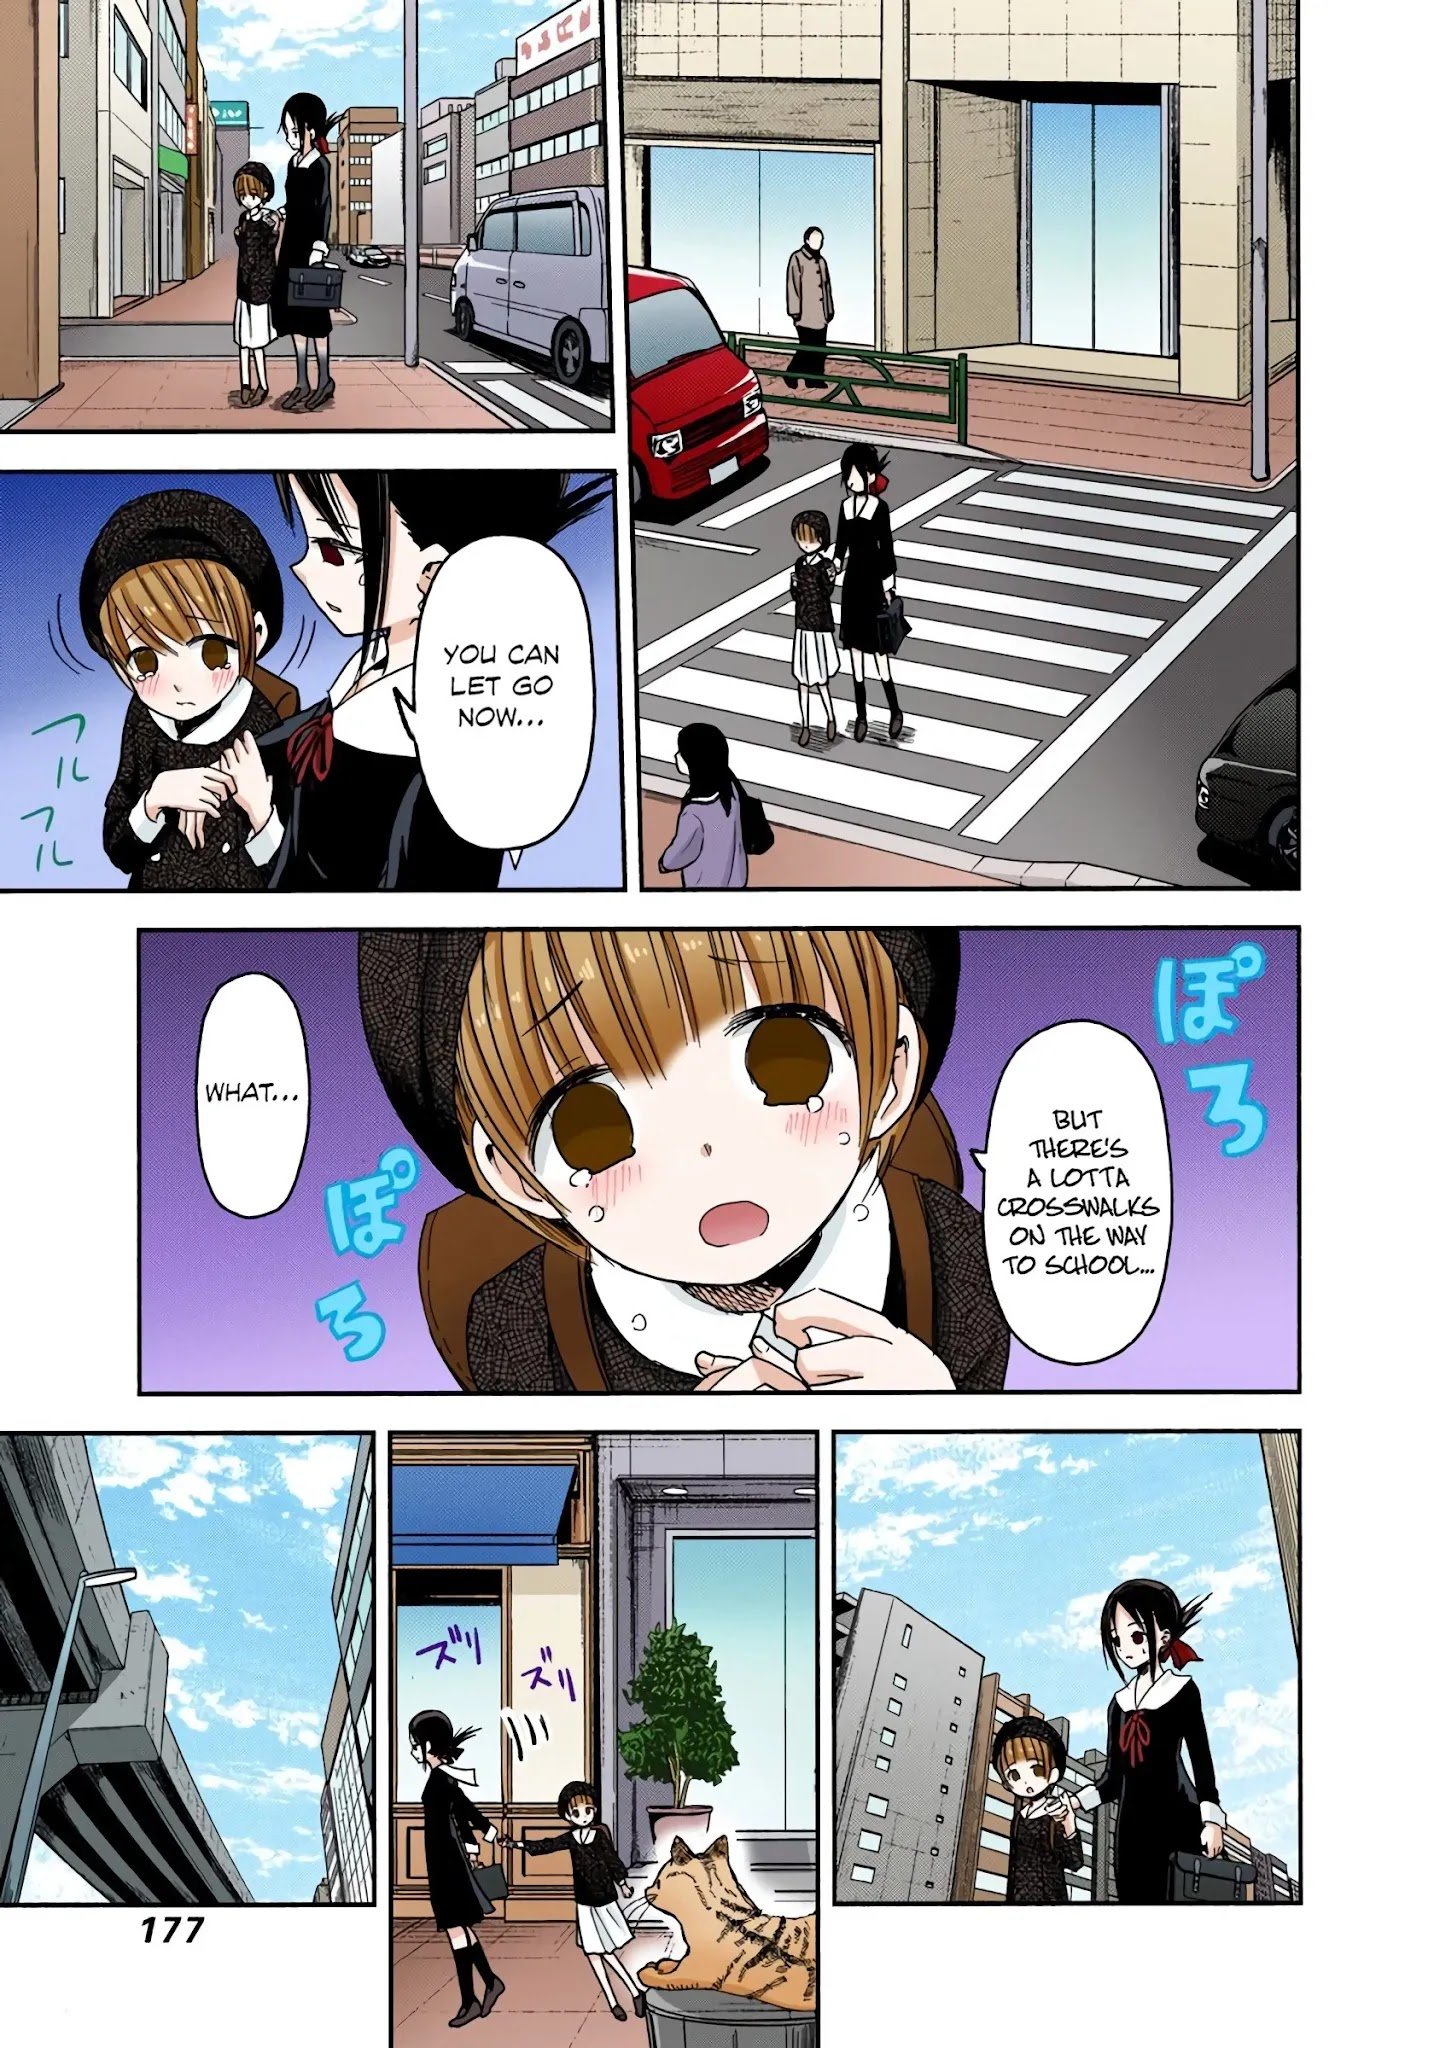 YOU CAN
LET GO
NOW...
フルフル
BUT
THERE'S
A LOTTA
CROSSWALKS
ON THE WAY
TO SCHOOL...
ぽろ
ぽろ
WHAT...
ズリ
ズリ
177